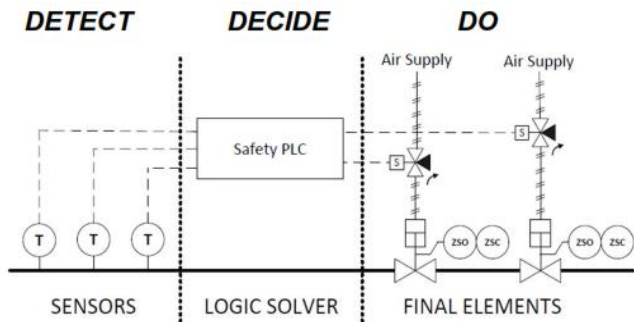 DETECT DECIDE DO
Air Supply Air Supply
Safety PLC
S
S
T T T
ZSO ZSC ZSO ZSC
SENSORS LOGIC SOLVER FINAL ELEMENTS